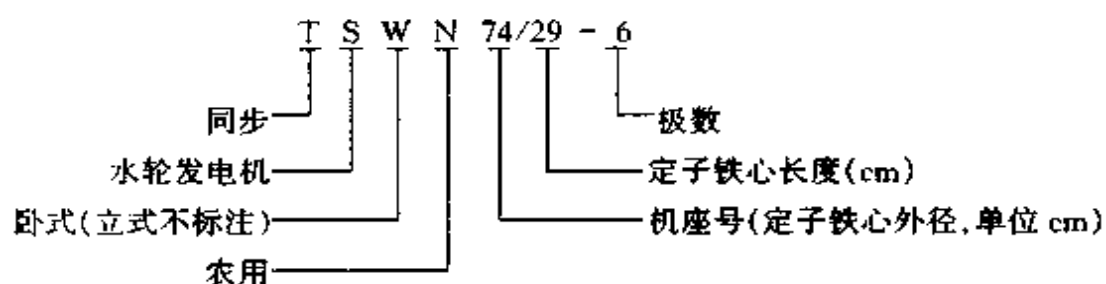 T S W N 74/29 - 6
同步
极数
水轮发电机
定子铁心长度(cm)
卧式(立式不标注)
机座号(定子铁心外径,单位 cm)
农用